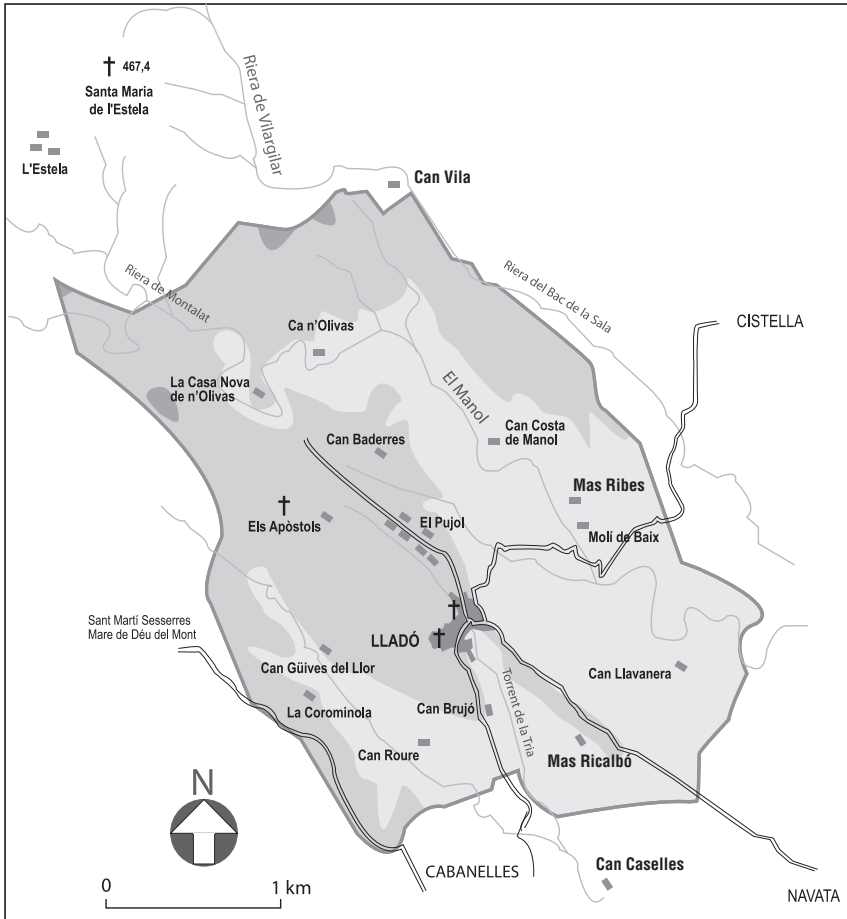 467,4
Santa Maria
de l'Estela
Riera de Vilargilar
L'Estela
Can Vila
Riera de Montalat
Riera del Bac de la Sala
CISTELLA
Ca n'Olivas
La Casa Nova
de n'Olivas
El Manol
Can Costa
de Manol
Can Baderres
Mas Ribes
Els Apòstols
El Pujol
Molí de Baix
Sant Martí Sesserres
Mare de Déu del Mont
LLADÓ
Can Güives del Llor
Can Llavanera
La Corominola
Can Brujó
Torrent de la Tria
Can Roure
Mas Ricalbó
N
CABANELLES
Can Caselles
NAVATA
0 1 km